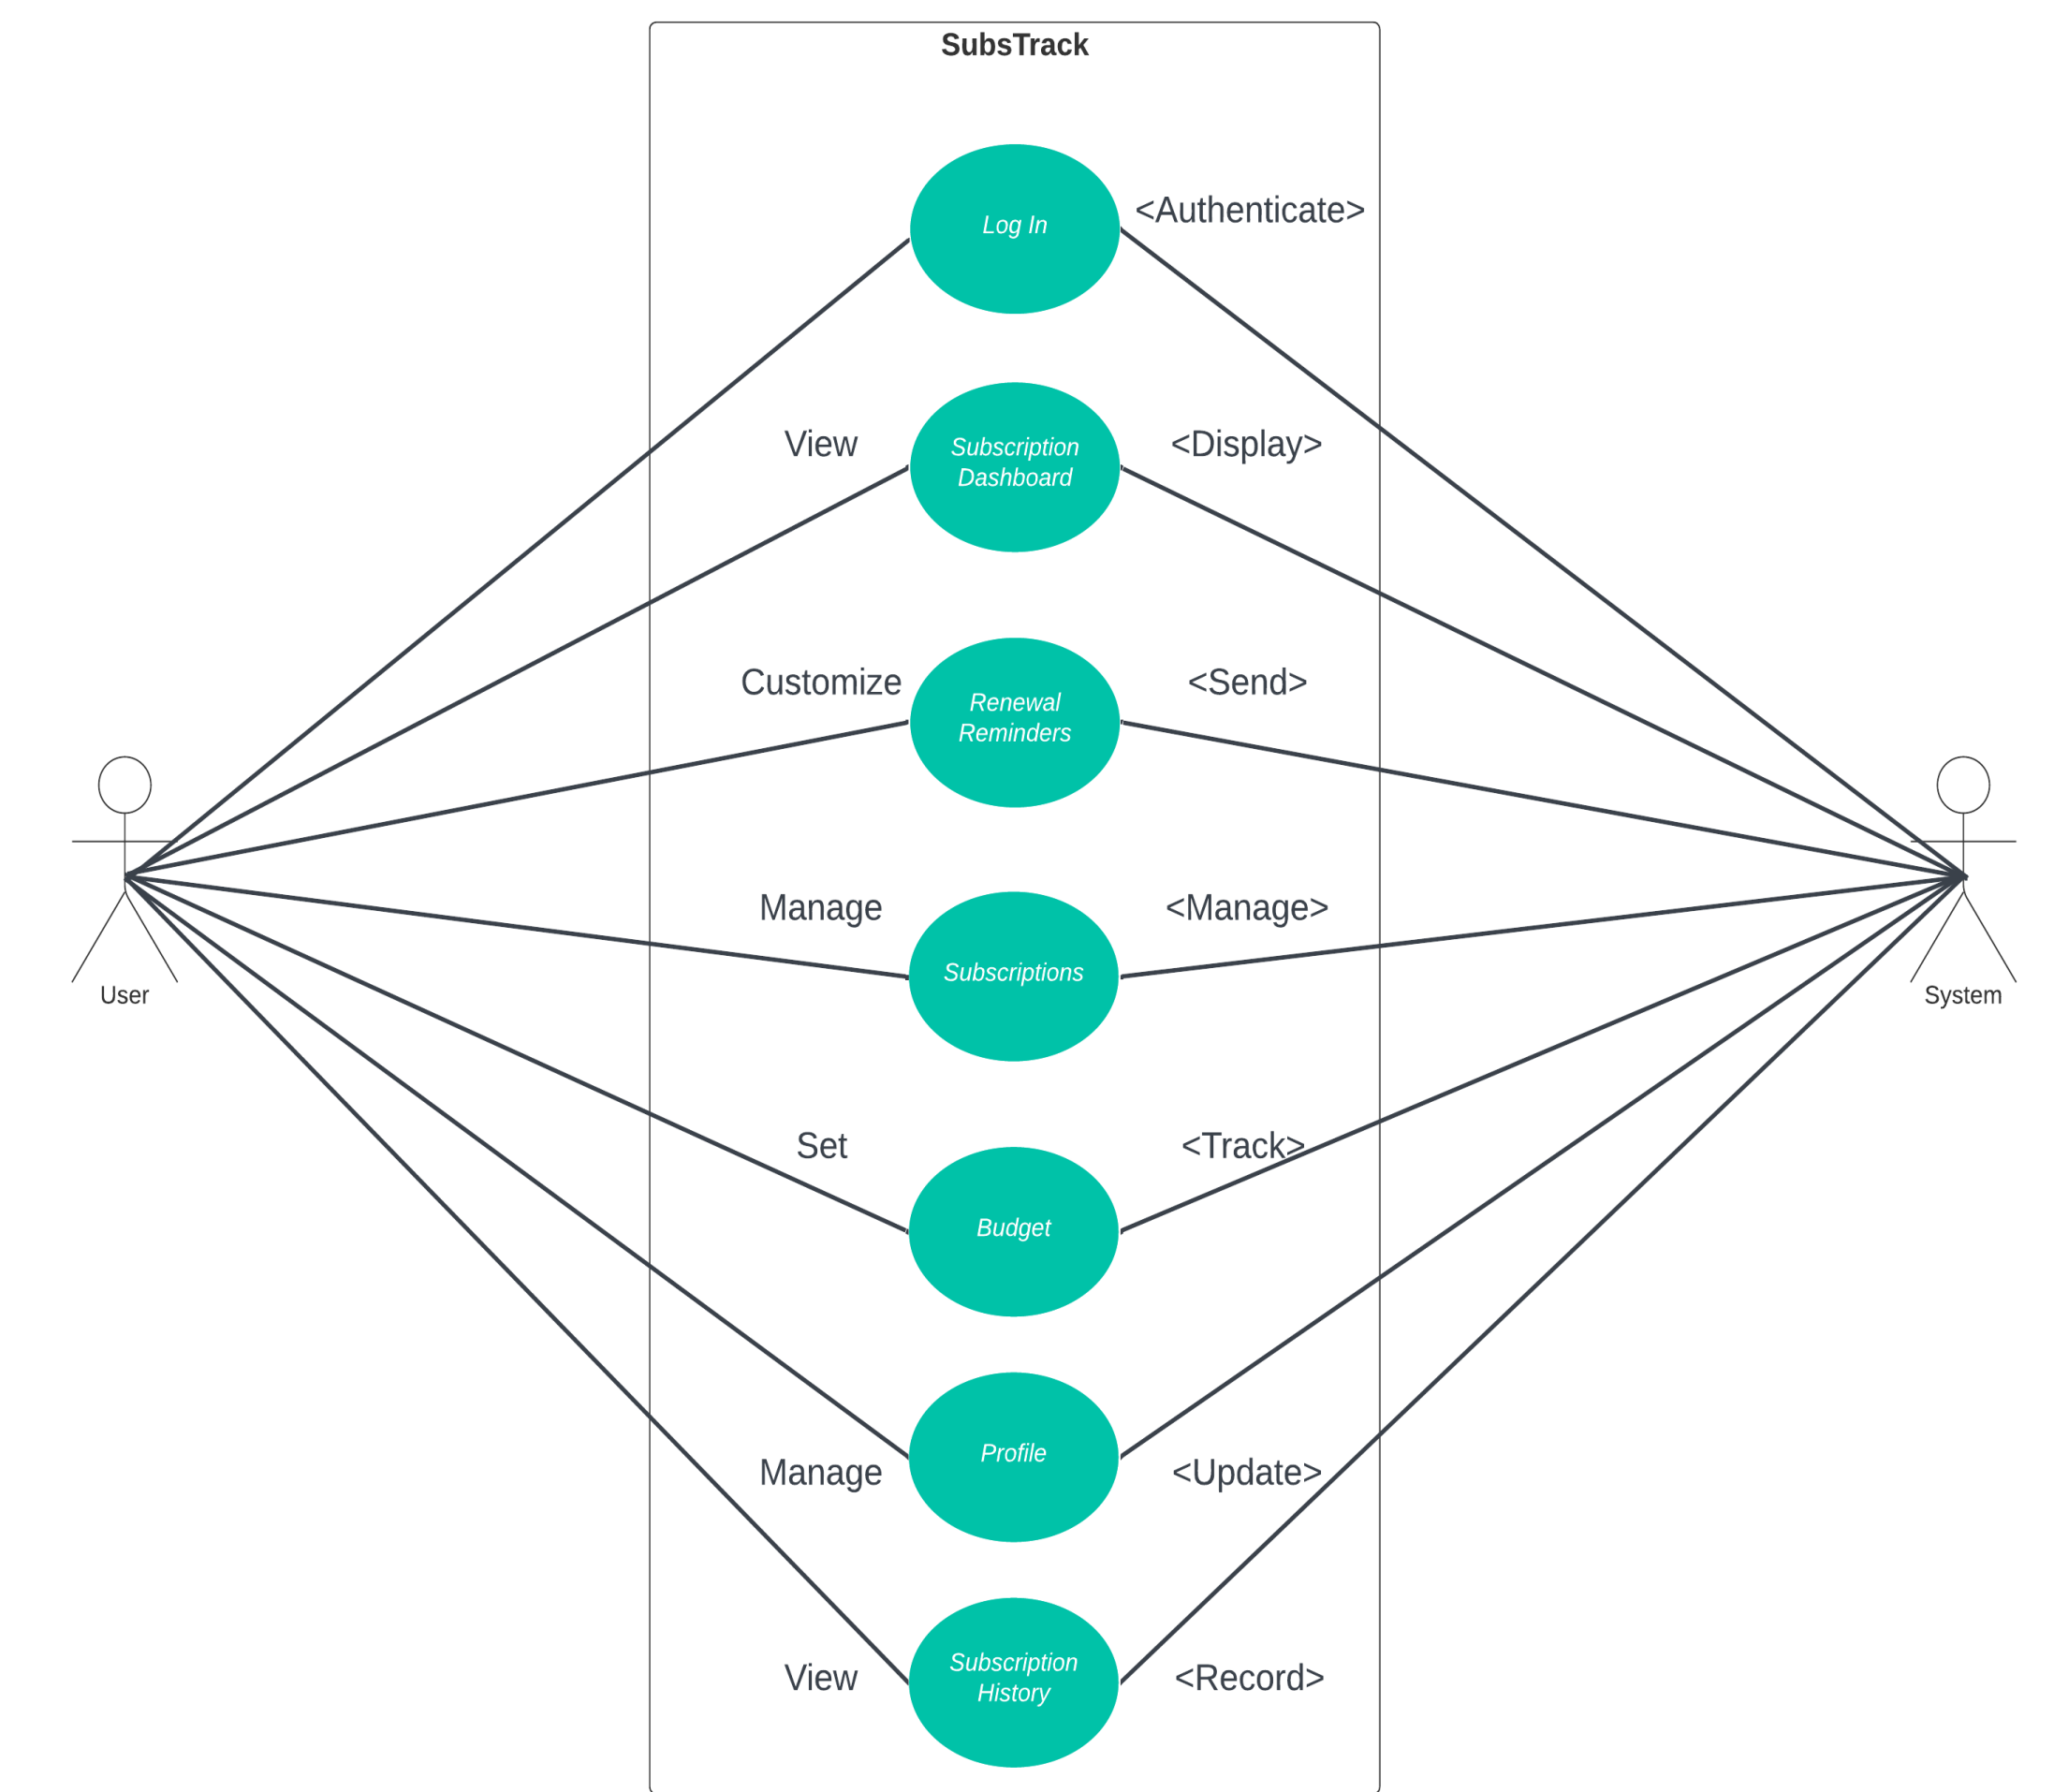 SubsTrack
Log In
<Authenticate>
View
Subscription
Dashboard
<Display>
Customize
Renewal
Reminders
<Send>
Manage
Subscriptions
<Manage>
User
System
Set
Budget
<Track>
Manage
Profile
<Update>
View
Subscription
History
<Record>